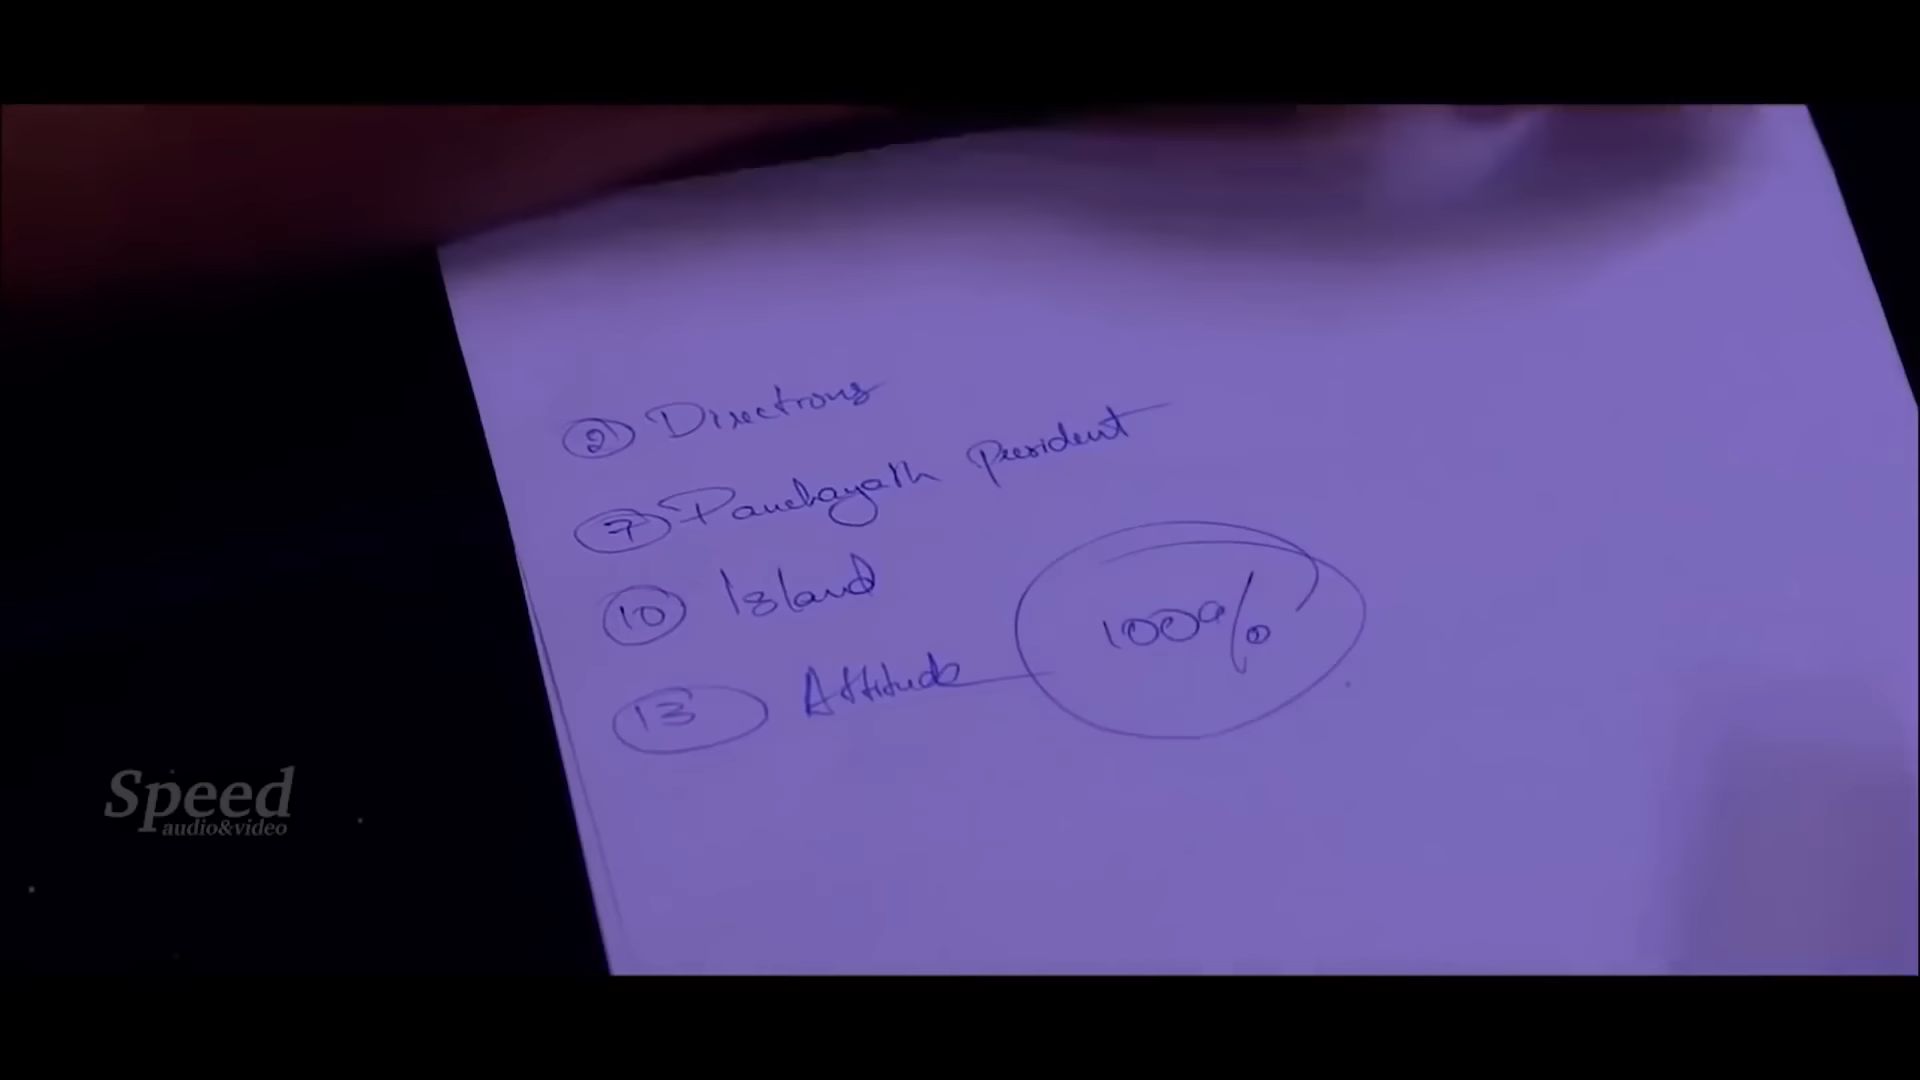 ② Directions
⑦ Panchayath president
⑩ Island
⑬ Attitude 100%
Speed
audio&video